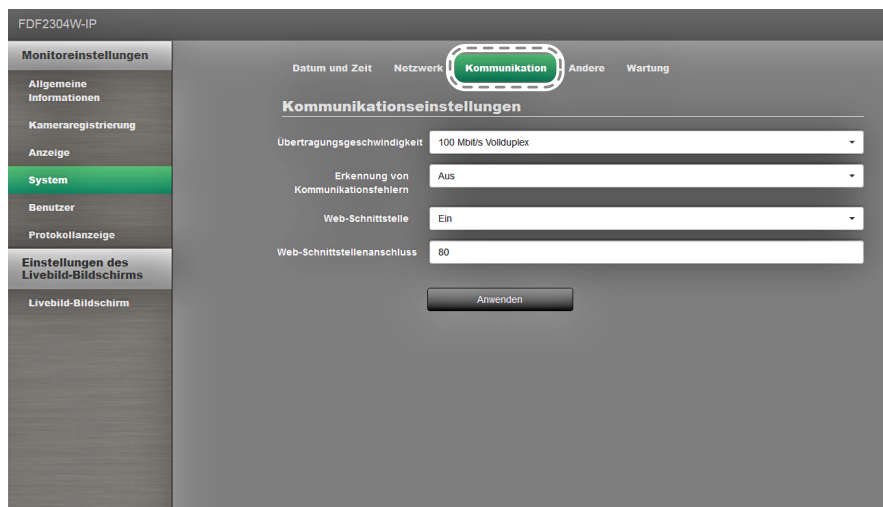 FDF2304W-IP
Monitoreinstellungen
Allgemeine
Informationen
Kameraregistrierung
Anzeige
System
Benutzer
Protokollanzeige
Einstellungen des
Livebild-Bildschirms
Livebild-Bildschirm
Datum und Zeit Netzwerk Kommunikation Andere Wartung
Kommunikationseinstellungen
Übertragungsgeschwindigkeit 100 Mbit/s Vollduplex
Erkennung von
Kommunikationsfehlern Aus
Web-Schnittstelle Ein
Web-Schnittstellenanschluss 80
Anwenden